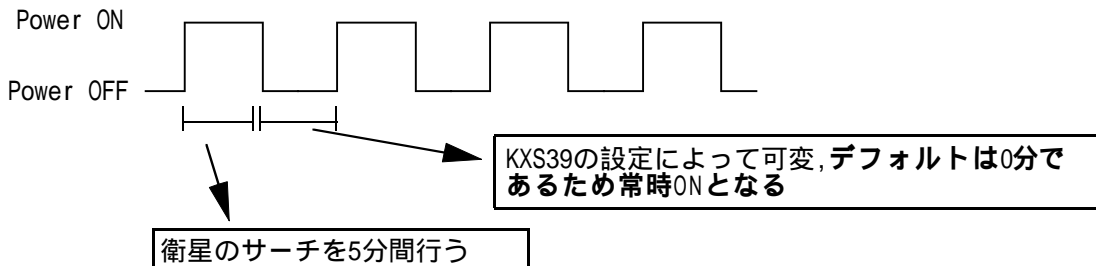 Power ON
Power OFF
KXS39の設定によって可変,デフォルトは0分で
あるため常時ONとなる
衛星のサーチを5分間行う